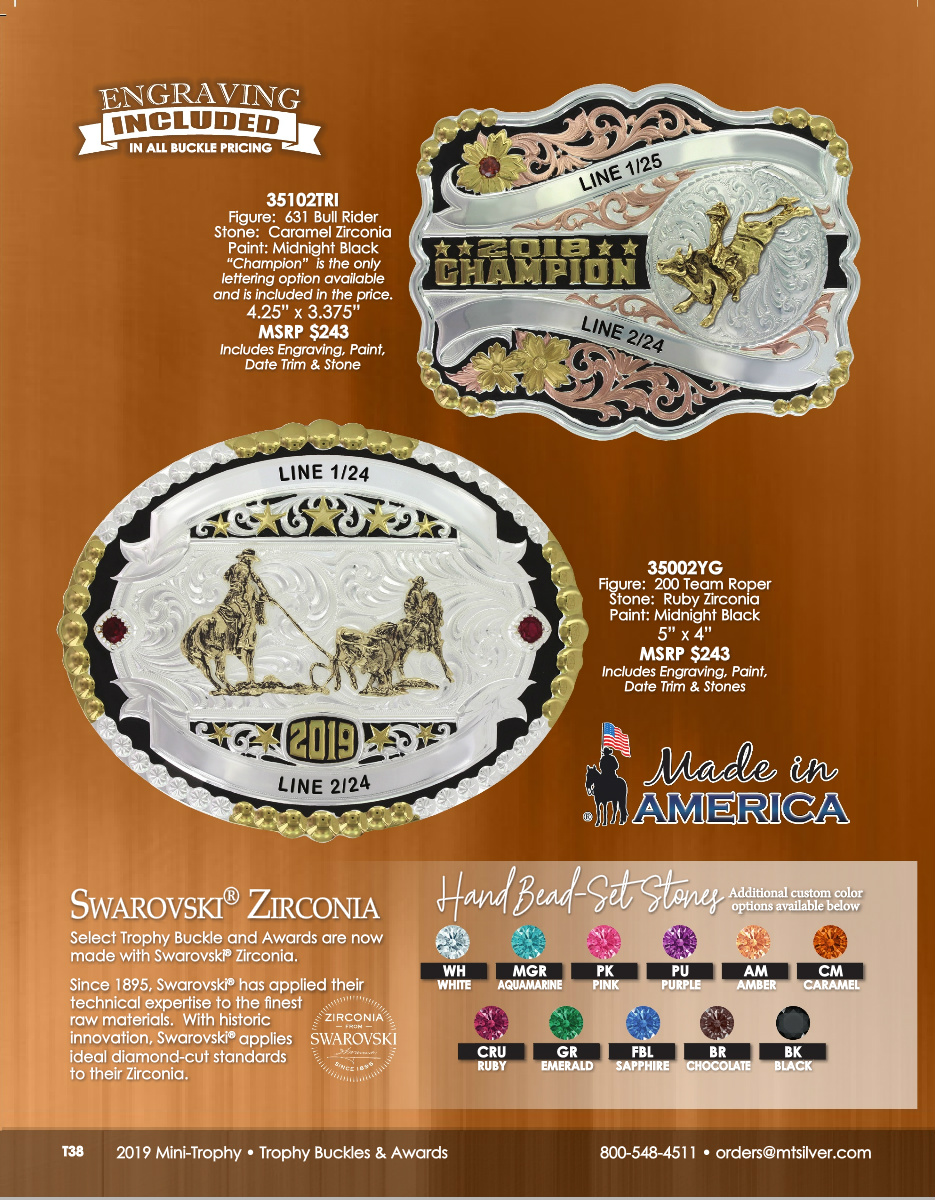 ENGRAVING
INCLUDED
IN ALL BUCKLE PRICING
35102TRI
Figure: 631 Bull Rider
Stone: Caramel Zirconia
Paint: Midnight Black
“Champion” is the only
lettering option available
and is included in the price.
4.25” x 3.375”
MSRP $243
Includes Engraving, Paint,
Date Trim & Stone
LINE 1/25
2018
CHAMPION
LINE 2/24
LINE 1/24
2019
LINE 2/24
35002YG
Figure: 200 Team Roper
Stone: Ruby Zirconia
Paint: Midnight Black
5” x 4”
MSRP $243
Includes Engraving, Paint,
Date Trim & Stones
® Made in
AMERICA
SWAROVSKI® ZIRCONIA
Select Trophy Buckle and Awards are now
made with Swarovski® Zirconia.
Since 1895, Swarovski® has applied their
technical expertise to the finest
raw materials. With historic
innovation, Swarovski® applies
ideal diamond-cut standards
to their Zirconia.
ZIRCONIA
FROM
SWAROVSKI
SINCE 1895
Hand Bead-Set Stones
Additional custom color
options available below
WH MGR PK PU AM CM
WHITE AQUAMARINE PINK PURPLE AMBER CARAMEL
CRU GR FBL BR BK
RUBY EMERALD SAPPHIRE CHOCOLATE BLACK
T38 2019 Mini-Trophy • Trophy Buckles & Awards 800-548-4511 • orders@mtsilver.com